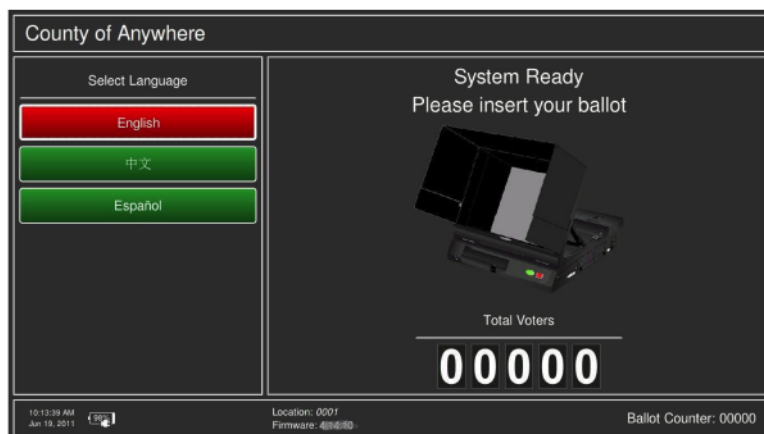 County of Anywhere
Select Language
English
中文
Español
System Ready
Please insert your ballot
Total Voters
00000
10:13:39 AM
Jun 19, 2011
98%
Location: 0001
Firmware:
Ballot Counter: 00000